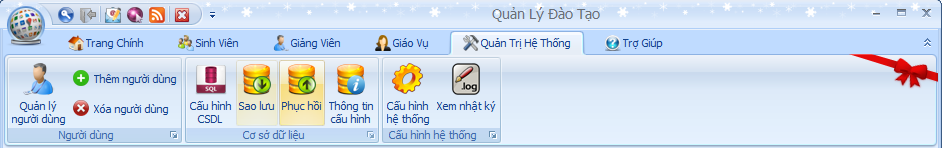 Quản Lý Đào Tạo
Trang Chính
Sinh Viên
Giảng Viên
Giáo Vụ
Quản Trị Hệ Thống
Trợ Giúp
Quản lý
người dùng
Thêm người dùng
Xóa người dùng
Người dùng
SQL
Cấu hình
CSDL
Sao lưu
Phục hồi
Thông tin
cấu hình
Cơ sở dữ liệu
Cấu hình
hệ thống
.log
Xem nhật ký
Cấu hình hệ thống